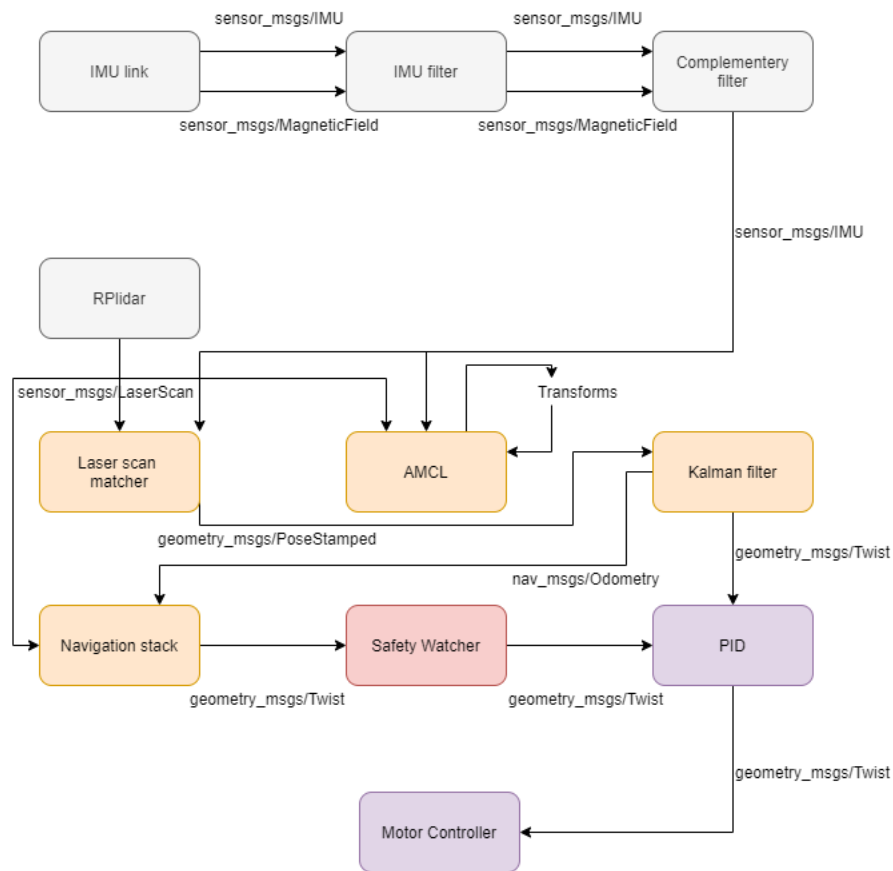 sensor_msgs/IMU
sensor_msgs/IMU
IMU link
IMU filter
Complementery
filter
sensor_msgs/MagneticField
sensor_msgs/MagneticField
sensor_msgs/IMU
RPlidar
sensor_msgs/LaserScan
Transforms
Laser scan
matcher
AMCL
Kalman filter
geometry_msgs/PoseStamped
geometry_msgs/Twist
nav_msgs/Odometry
Navigation stack
Safety Watcher
PID
geometry_msgs/Twist
geometry_msgs/Twist
geometry_msgs/Twist
Motor Controller